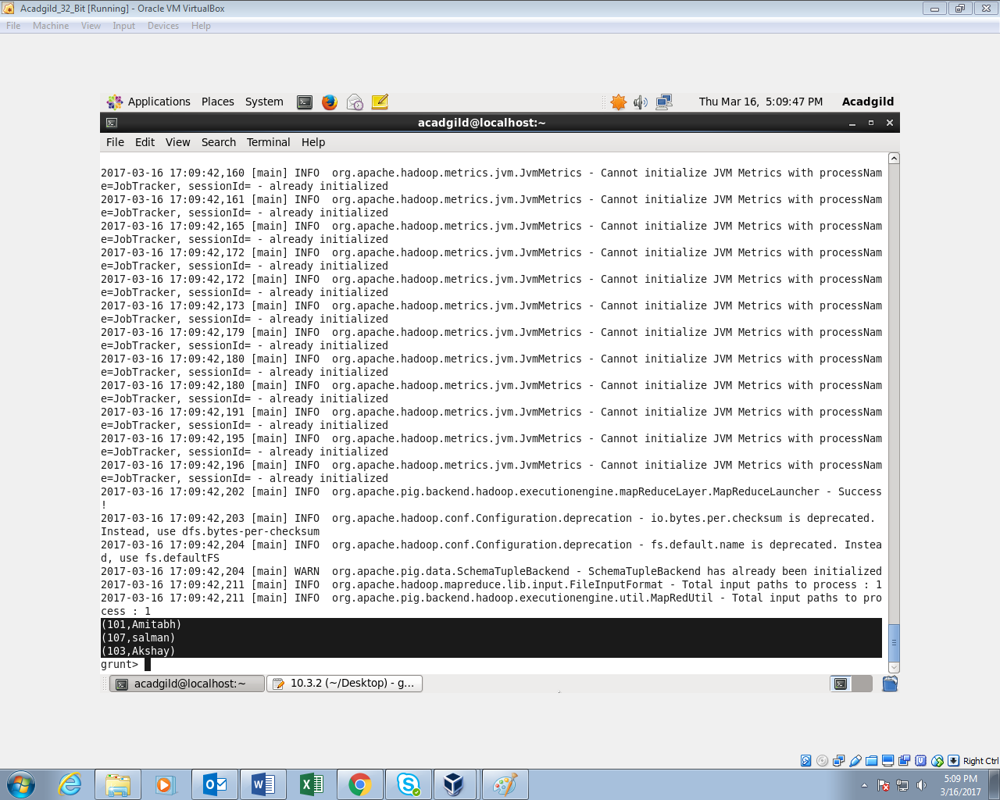 Acadgild_32_Bit [Running] - Oracle VM VirtualBox
File Machine View Input Devices Help
Applications Places System Thu Mar 16, 5:09:47 PM Acadgild
acadgild@localhost:~
File Edit View Search Terminal Help
2017-03-16 17:09:42,160 [main] INFO  org.apache.hadoop.metrics.jvm.JvmMetrics - Cannot initialize JVM Metrics with processNam
e=JobTracker, sessionId= - already initialized
2017-03-16 17:09:42,161 [main] INFO  org.apache.hadoop.metrics.jvm.JvmMetrics - Cannot initialize JVM Metrics with processNam
e=JobTracker, sessionId= - already initialized
2017-03-16 17:09:42,165 [main] INFO  org.apache.hadoop.metrics.jvm.JvmMetrics - Cannot initialize JVM Metrics with processNam
e=JobTracker, sessionId= - already initialized
2017-03-16 17:09:42,172 [main] INFO  org.apache.hadoop.metrics.jvm.JvmMetrics - Cannot initialize JVM Metrics with processNam
e=JobTracker, sessionId= - already initialized
2017-03-16 17:09:42,172 [main] INFO  org.apache.hadoop.metrics.jvm.JvmMetrics - Cannot initialize JVM Metrics with processNam
e=JobTracker, sessionId= - already initialized
2017-03-16 17:09:42,173 [main] INFO  org.apache.hadoop.metrics.jvm.JvmMetrics - Cannot initialize JVM Metrics with processNam
e=JobTracker, sessionId= - already initialized
2017-03-16 17:09:42,179 [main] INFO  org.apache.hadoop.metrics.jvm.JvmMetrics - Cannot initialize JVM Metrics with processNam
e=JobTracker, sessionId= - already initialized
2017-03-16 17:09:42,180 [main] INFO  org.apache.hadoop.metrics.jvm.JvmMetrics - Cannot initialize JVM Metrics with processNam
e=JobTracker, sessionId= - already initialized
2017-03-16 17:09:42,180 [main] INFO  org.apache.hadoop.metrics.jvm.JvmMetrics - Cannot initialize JVM Metrics with processNam
e=JobTracker, sessionId= - already initialized
2017-03-16 17:09:42,191 [main] INFO  org.apache.hadoop.metrics.jvm.JvmMetrics - Cannot initialize JVM Metrics with processNam
e=JobTracker, sessionId= - already initialized
2017-03-16 17:09:42,195 [main] INFO  org.apache.hadoop.metrics.jvm.JvmMetrics - Cannot initialize JVM Metrics with processNam
e=JobTracker, sessionId= - already initialized
2017-03-16 17:09:42,196 [main] INFO  org.apache.hadoop.metrics.jvm.JvmMetrics - Cannot initialize JVM Metrics with processNam
e=JobTracker, sessionId= - already initialized
2017-03-16 17:09:42,202 [main] INFO  org.apache.pig.backend.hadoop.executionengine.mapReduceLayer.MapReduceLauncher - Success
!
2017-03-16 17:09:42,203 [main] INFO  org.apache.hadoop.conf.Configuration.deprecation - io.bytes.per.checksum is deprecated.
Instead, use dfs.bytes-per-checksum
2017-03-16 17:09:42,204 [main] INFO  org.apache.hadoop.conf.Configuration.deprecation - fs.default.name is deprecated. Instea
d, use fs.defaultFS
2017-03-16 17:09:42,204 [main] WARN  org.apache.pig.data.SchemaTupleBackend - SchemaTupleBackend has already been initialized
2017-03-16 17:09:42,211 [main] INFO  org.apache.hadoop.mapreduce.lib.input.FileInputFormat - Total input paths to process : 1
2017-03-16 17:09:42,211 [main] INFO  org.apache.pig.backend.hadoop.executionengine.util.MapRedUtil - Total input paths to pro
cess : 1
(101,Amitabh)
(107,salman)
(103,Akshay)
grunt>
acadgild@localhost:~ 10.3.2 (~/Desktop) - g...
Right Ctrl
5:09 PM
3/16/2017